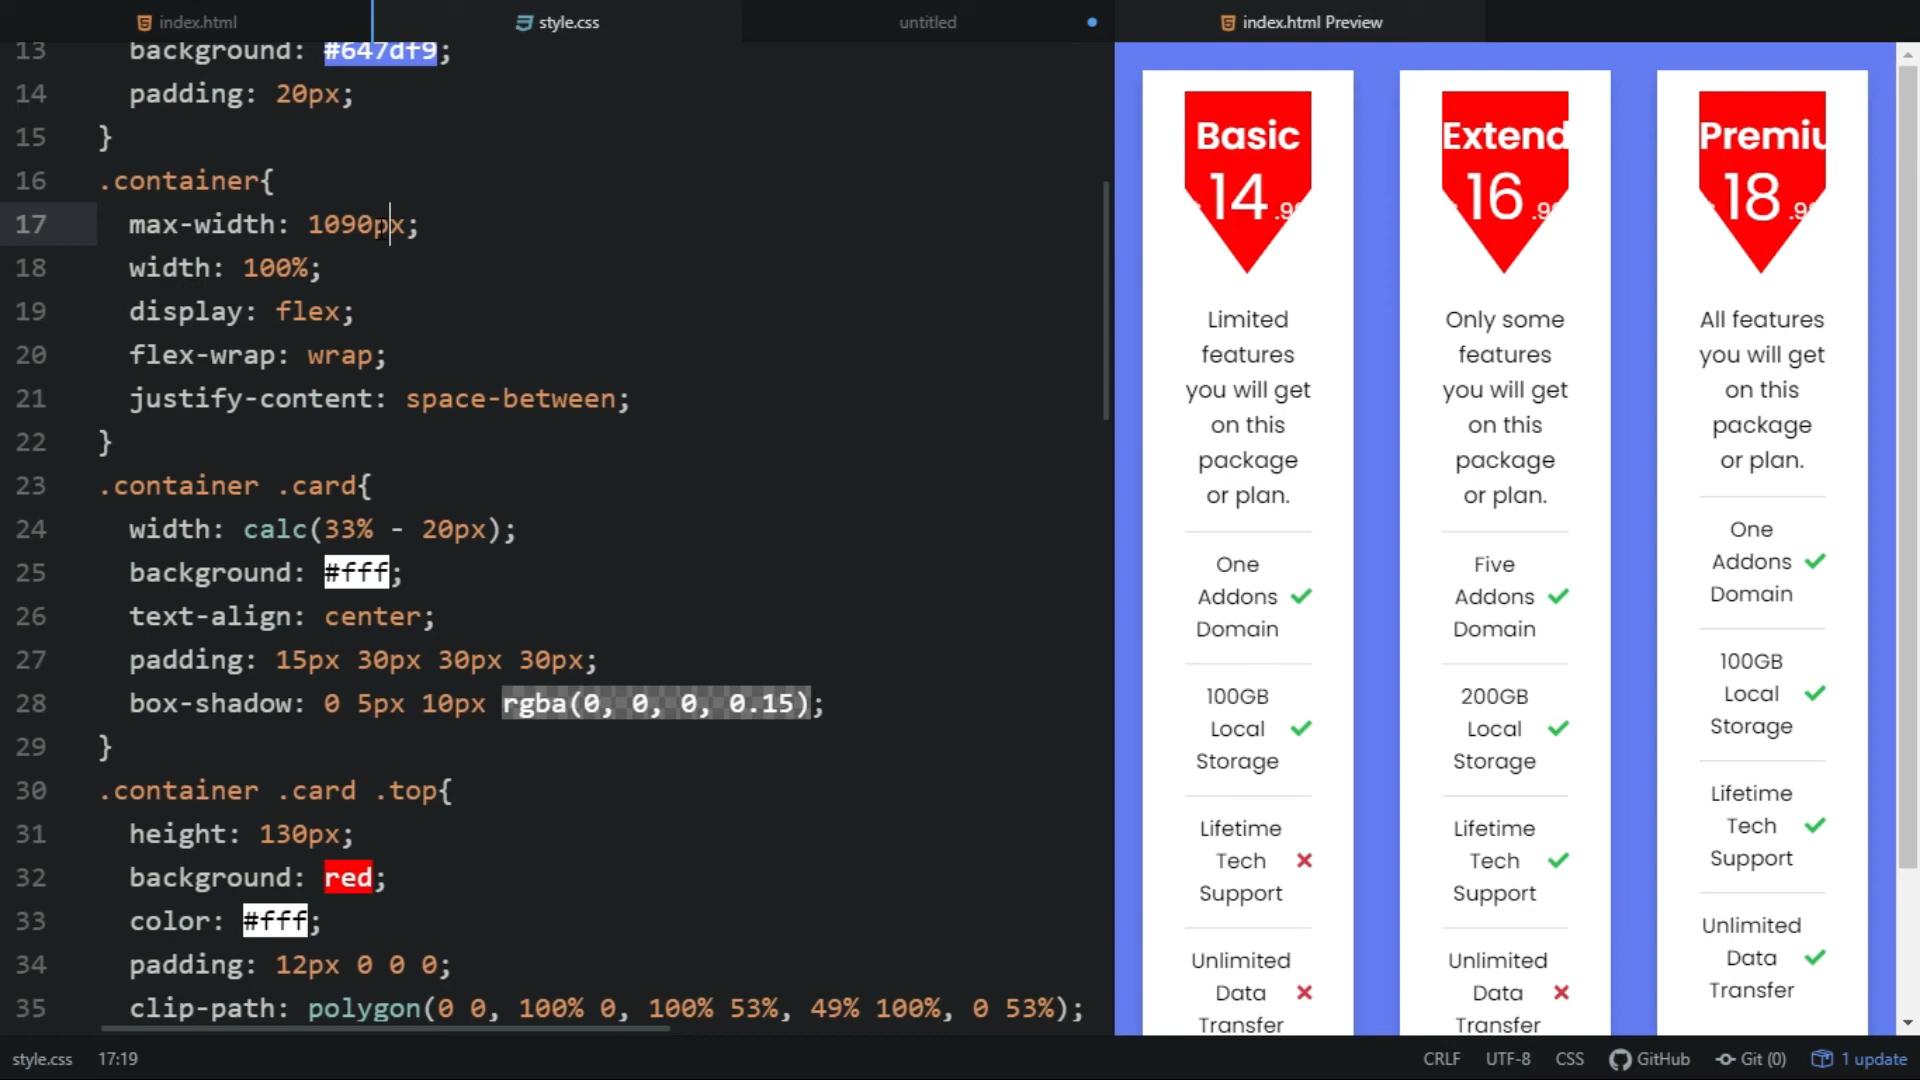 index.html
style.css
untitled
index.html Preview
13 background: #647df9;
14 padding: 20px;
15 }
16 .container{
17 max-width: 1090px;
18 width: 100%;
19 display: flex;
20 flex-wrap: wrap;
21 justify-content: space-between;
22 }
23 .container .card{
24 width: calc(33% - 20px);
25 background: #fff;
26 text-align: center;
27 padding: 15px 30px 30px 30px;
28 box-shadow: 0 5px 10px rgba(0, 0, 0, 0.15);
29 }
30 .container .card .top{
31 height: 130px;
32 background: red;
33 color: #fff;
34 padding: 12px 0 0 0;
35 clip-path: polygon(0 0, 100% 0, 100% 53%, 49% 100%, 0 53%);
Basic
14
Limited
features
you will get
on this
package
or plan.
One
Addons
Domain
100GB
Local
Storage
Lifetime
Tech
Support
Unlimited
Data
Transfer
Extend
16
Only some
features
you will get
on this
package
or plan.
Five
Addons
Domain
200GB
Local
Storage
Lifetime
Tech
Support
Unlimited
Data
Transfer
Premiu
18
All features
you will get
on this
package
or plan.
One
Addons
Domain
100GB
Local
Storage
Lifetime
Tech
Support
Unlimited
Data
Transfer
style.css 17:19
CRLF UTF-8 CSS GitHub Git (0) 1 update